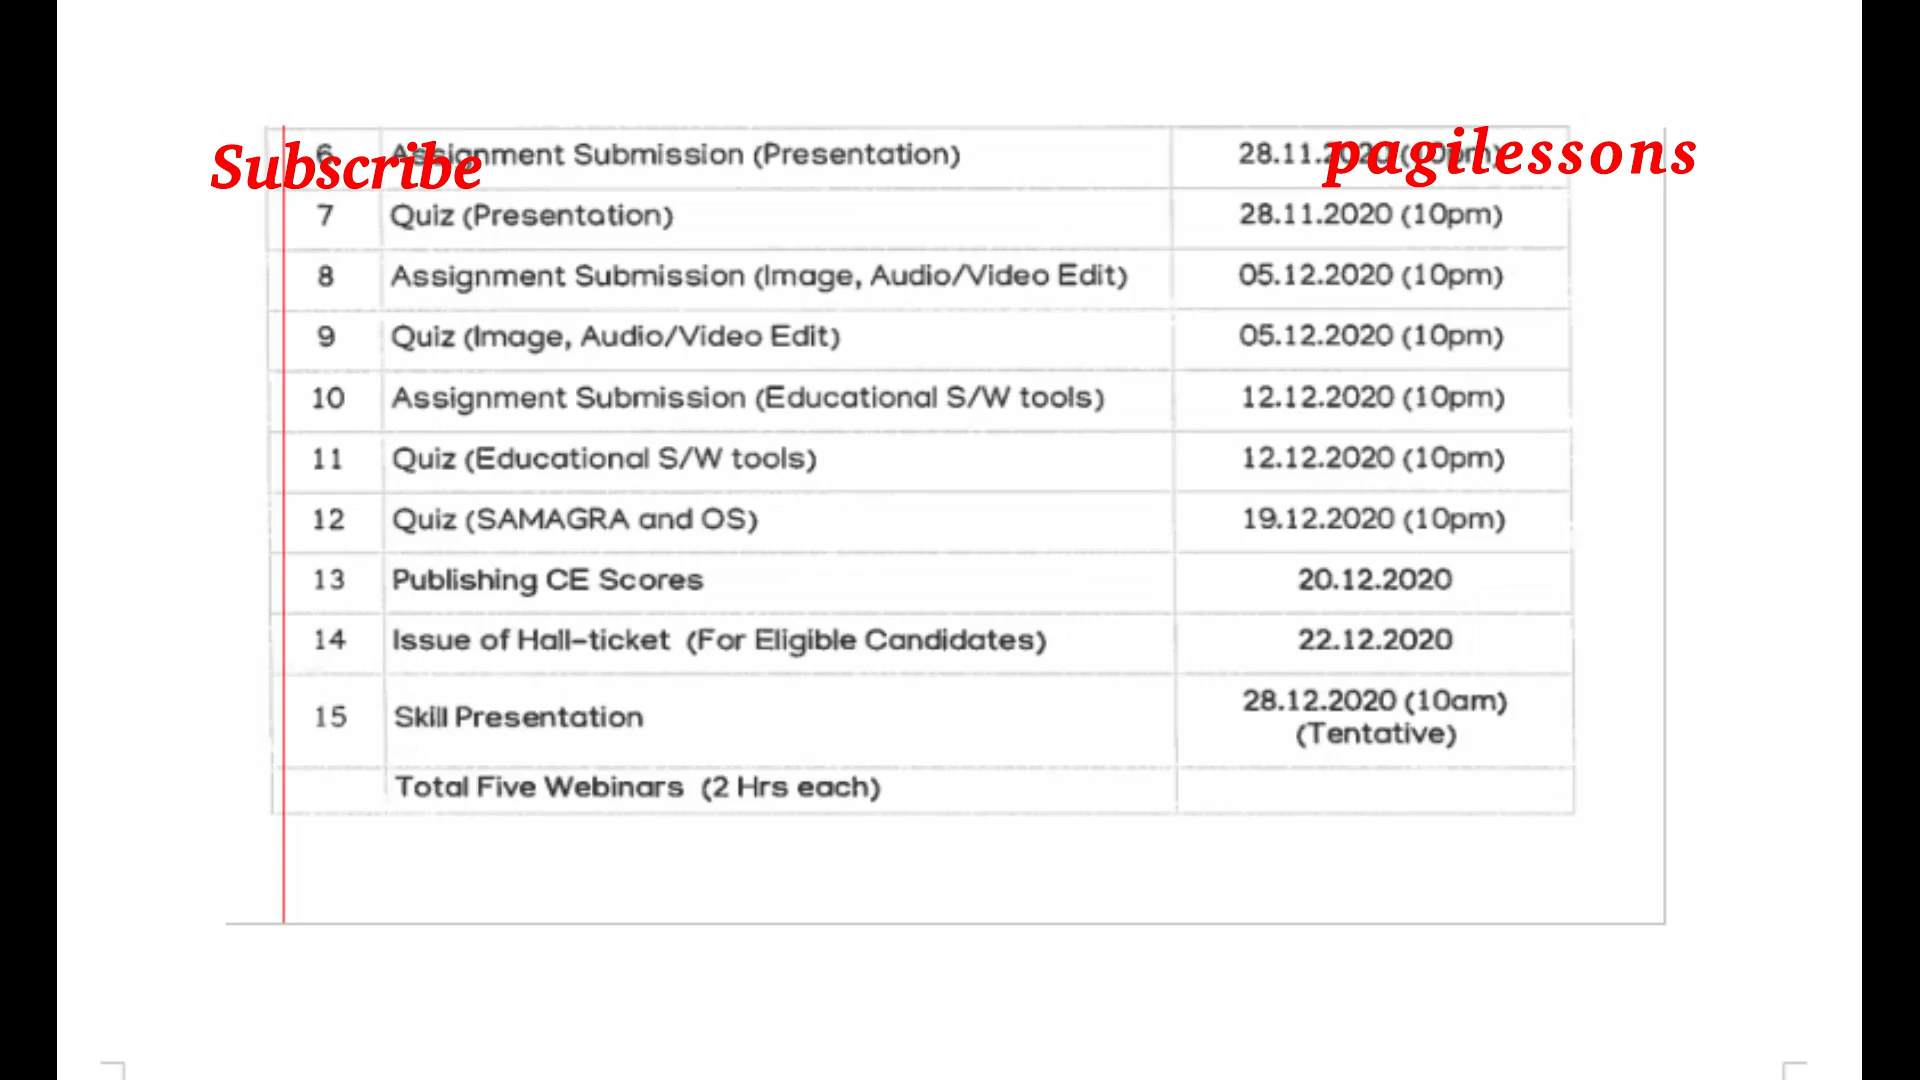 Subscribe
pagilessons
6 Assignment Submission (Presentation) 28.11.2020 (10pm)
7 Quiz (Presentation) 28.11.2020 (10pm)
8 Assignment Submission (Image, Audio/Video Edit) 05.12.2020 (10pm)
9 Quiz (Image, Audio/Video Edit) 05.12.2020 (10pm)
10 Assignment Submission (Educational S/W tools) 12.12.2020 (10pm)
11 Quiz (Educational S/W tools) 12.12.2020 (10pm)
12 Quiz (SAMAGRA and OS) 19.12.2020 (10pm)
13 Publishing CE Scores 20.12.2020
14 Issue of Hall-ticket (For Eligible Candidates) 22.12.2020
15 Skill Presentation 28.12.2020 (10am)
(Tentative)
Total Five Webinars (2 Hrs each)